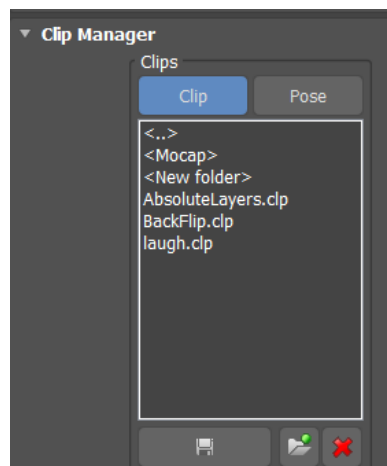 Clip Manager
Clips
Clip Pose
<..>
<Mocap>
<New folder>
AbsoluteLayers.clp
BackFlip.clp
laugh.clp